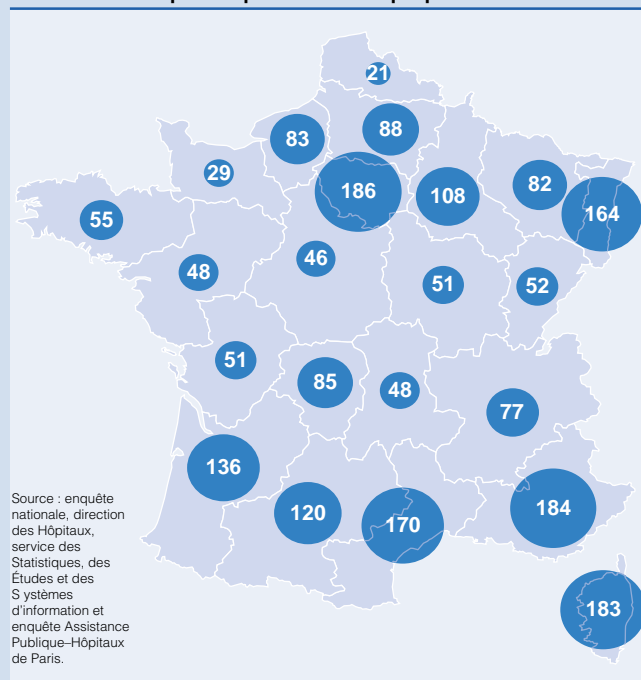 21
83
88
29
186
108
82
164
55
48
46
51
52
51
85
48
77
136
120
170
184
183
Source : enquête
nationale, direction
des Hôpitaux,
service des
Statistiques, des
Études et des
S ystèmes
d'information et
enquête Assistance
Publique–Hôpitaux
de Paris.